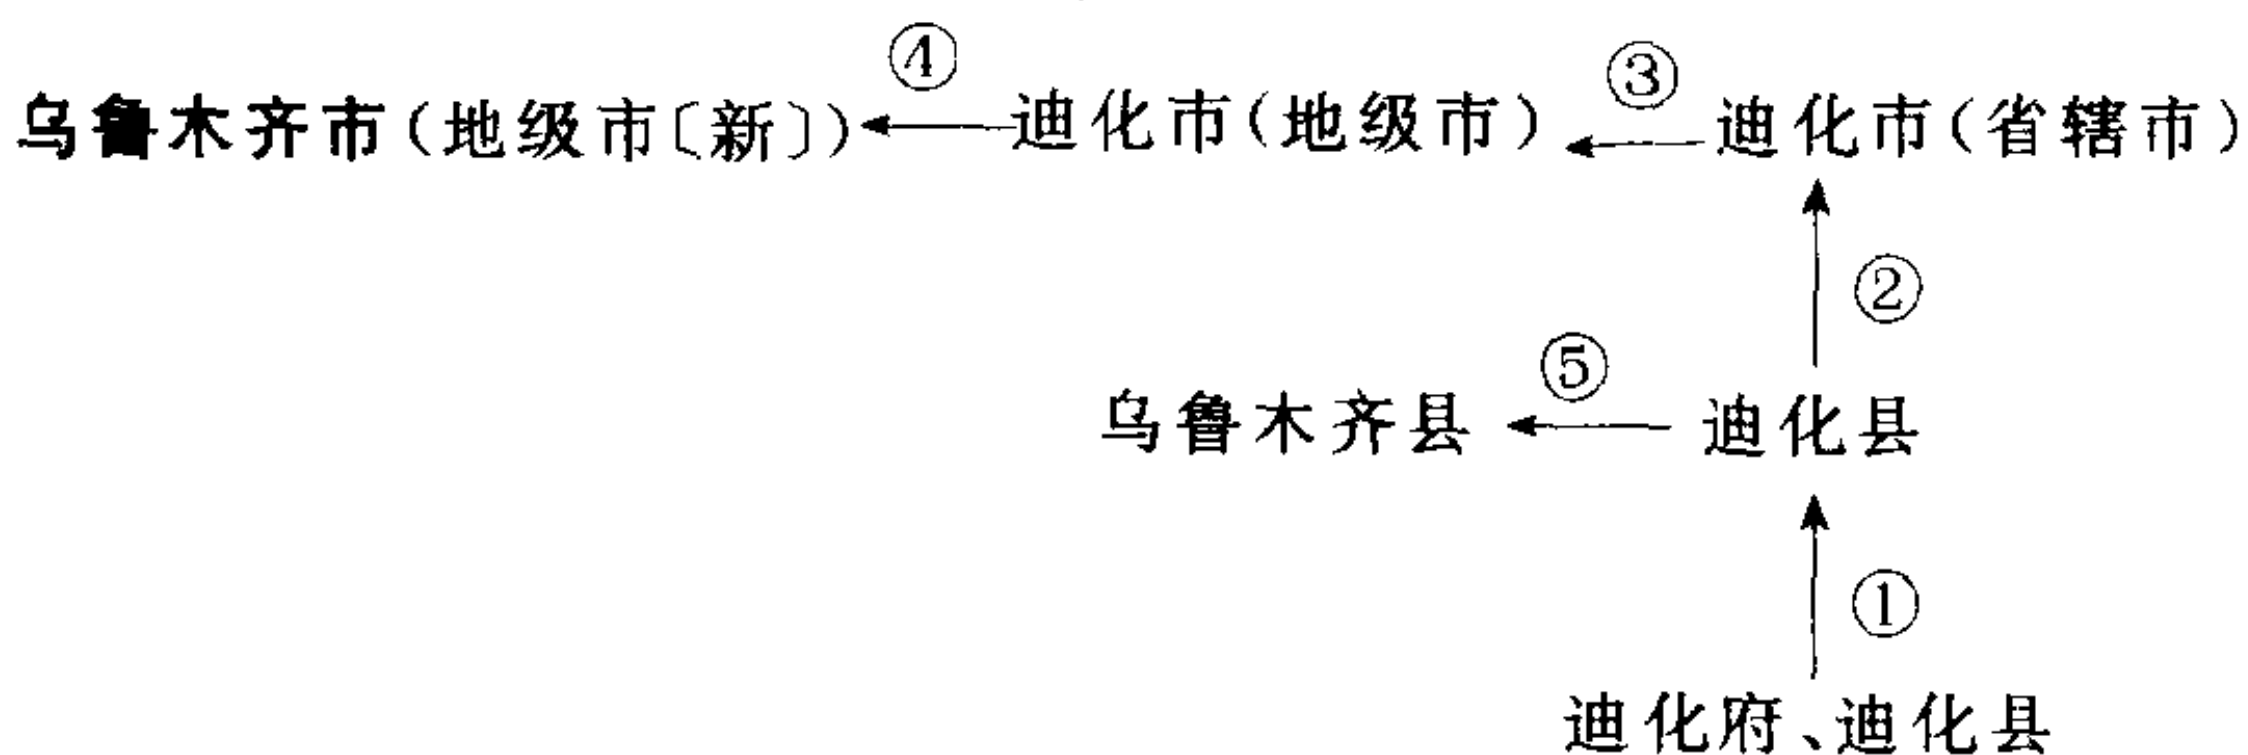 ④ ③
乌鲁木齐市(地级市〔新〕) 迪化市(地级市) 迪化市(省辖市)
②
⑤
乌鲁木齐县 迪化县
①
迪化府、迪化县